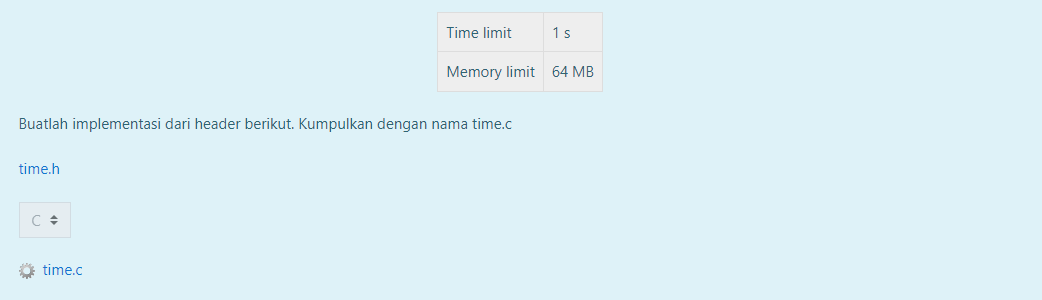 Time limit 1 s
Memory limit 64 MB
Buatlah implementasi dari header berikut. Kumpulkan dengan nama time.c
time.h
C
time.c